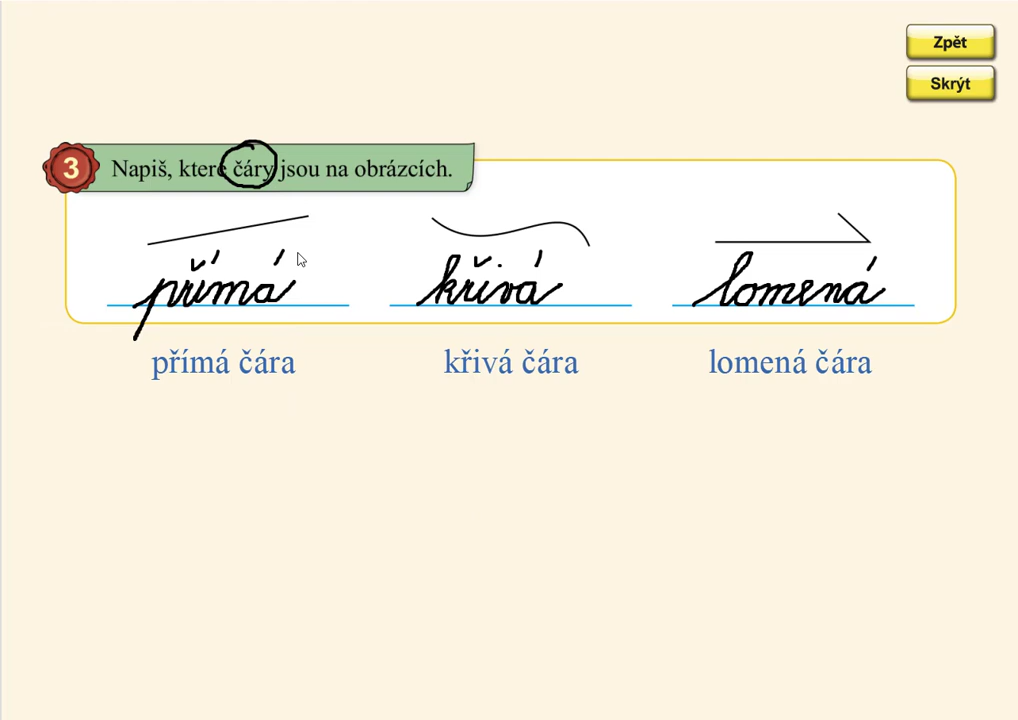 Zpět
Skrýt
3 Napiš, které čáry jsou na obrázcích.
přímá křivá lomená
přímá čára křivá čára lomená čára